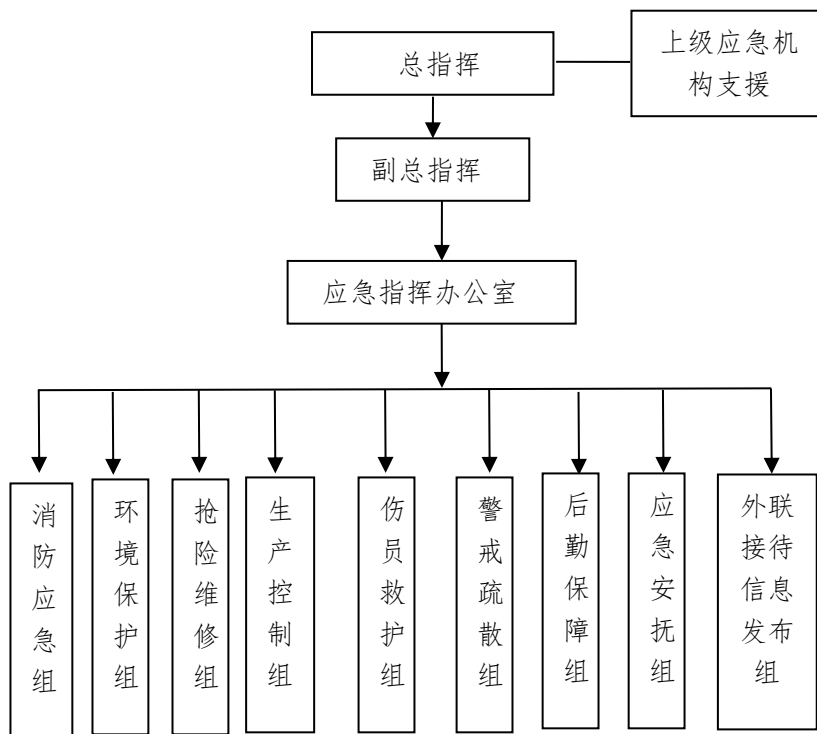 总指挥
上级应急机
构支援
副总指挥
应急指挥办公室
消防应急组
环境保护组
抢险维修组
生产控制组
伤员救护组
警戒疏散组
后勤保障组
应急安抚组
外联
接待
信息
发布
组